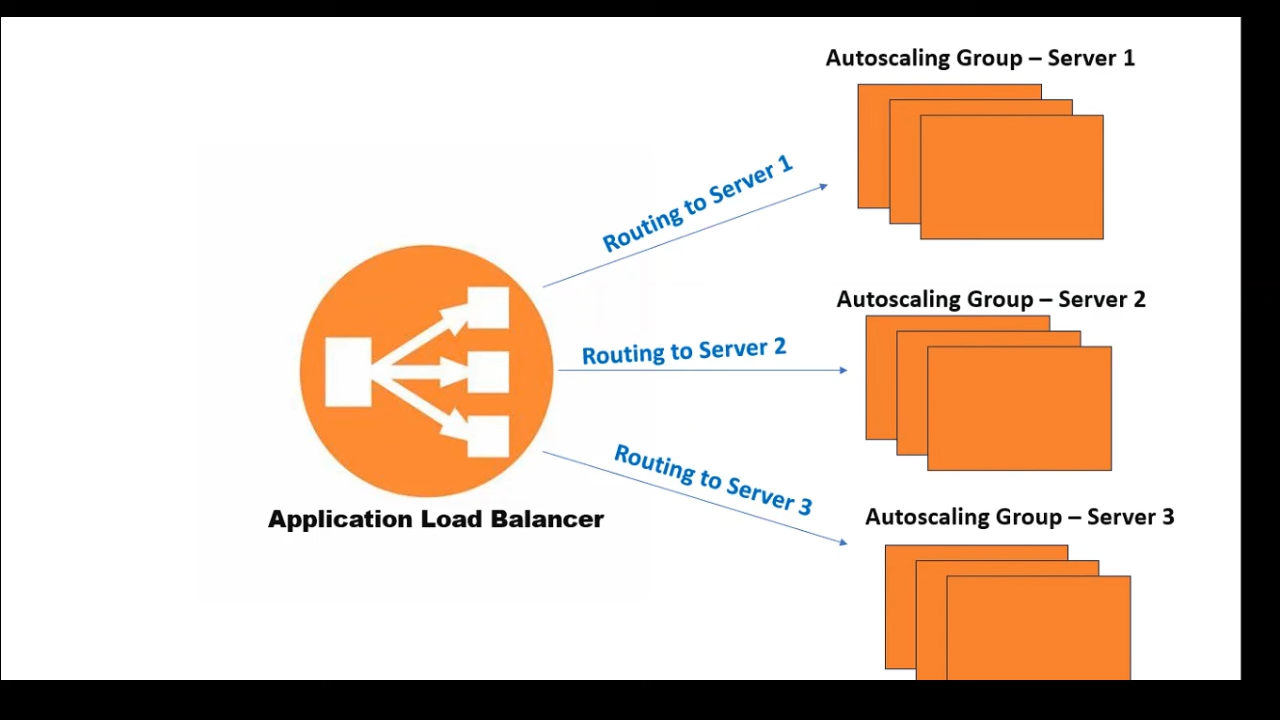 Autoscaling Group – Server 1
Routing to Server 1
Autoscaling Group – Server 2
Routing to Server 2
Routing to Server 3
Autoscaling Group – Server 3
Application Load Balancer